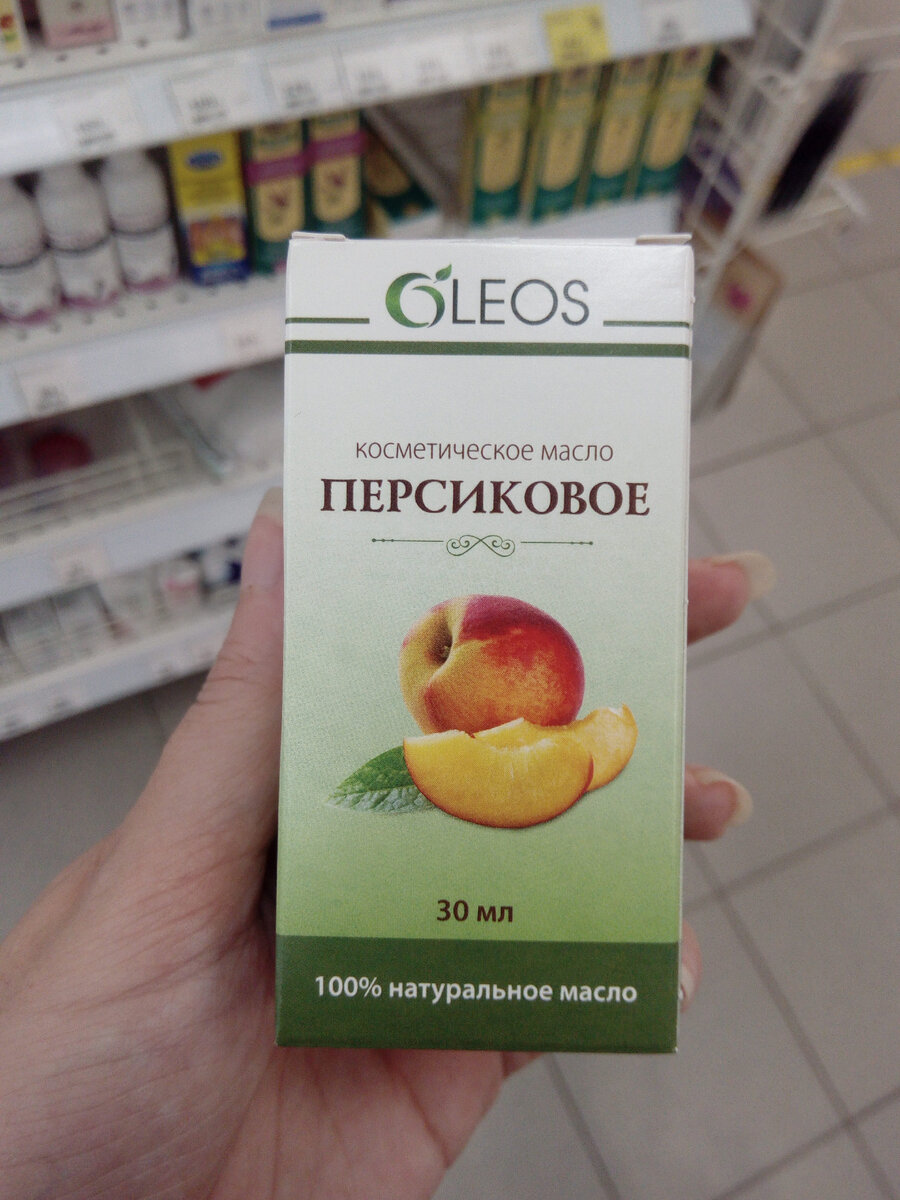 OLEOS
косметическое масло
ПЕРСИКОВОЕ
30 мл
100% натуральное масло